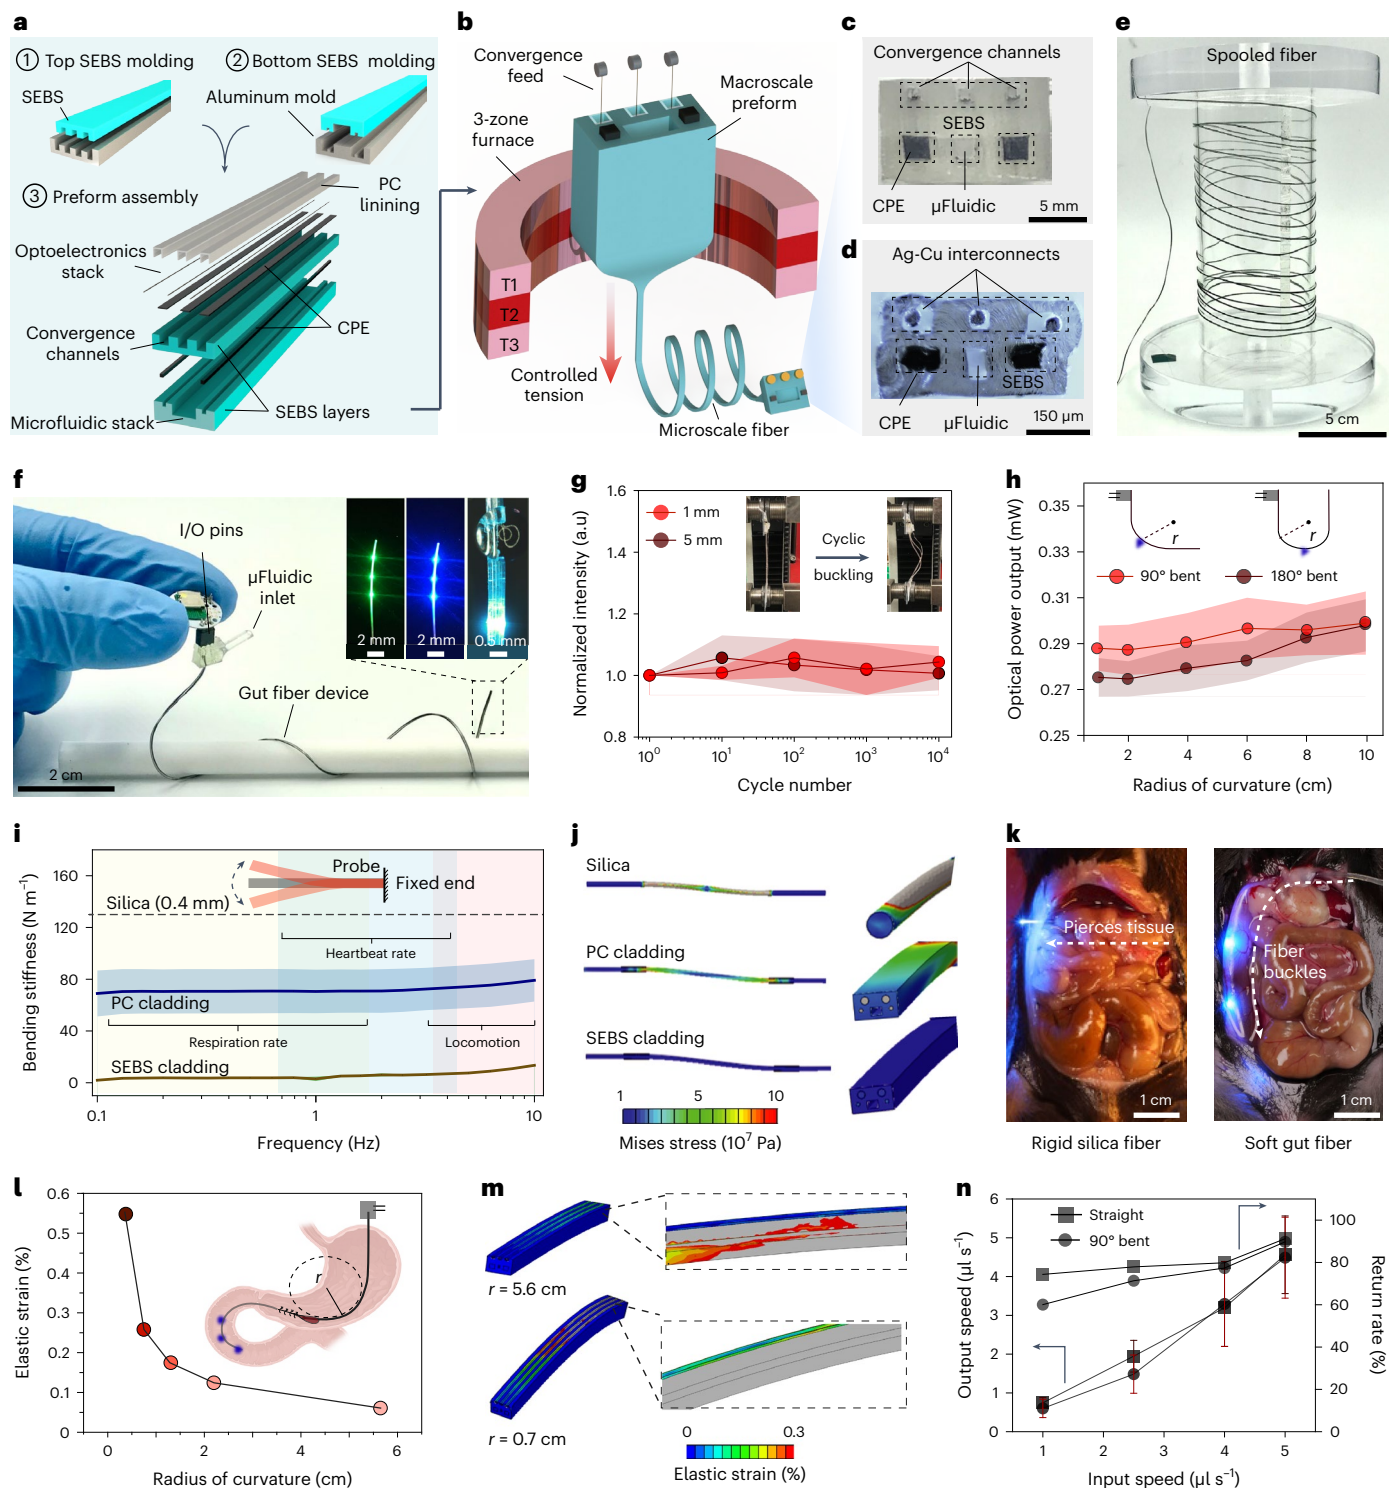 a
1 Top SEBS molding
2 Bottom SEBS molding
SEBS
Aluminum mold
3 Preform assembly
PC
linining
Optoelectronics
stack
CPE
Convergence
channels
SEBS layers
Microfluidic stack
b
Convergence
feed
Macroscale
preform
3-zone
furnace
T1
T2
T3
Controlled
tension
Microscale fiber
c
Convergence channels
SEBS
CPE
µFluidic
5 mm
d
Ag-Cu interconnects
SEBS
CPE
µFluidic
150 µm
e
Spooled fiber
5 cm
f
I/O pins
µFluidic
inlet
2 mm
2 mm
0.5 mm
Gut fiber device
2 cm
g
Normalized intensity (a.u)
1.6
1.4
1.2
1.0
0.8
1 mm
5 mm
Cyclic
buckling
10⁰
10¹
10²
10³
10⁴
Cycle number
h
Optical power output (mW)
0.35
0.33
0.31
0.29
0.27
0.25
r
r
90° bent
180° bent
2
4
6
8
10
Radius of curvature (cm)
i
Bending stiffness (N m⁻¹)
160
120
80
40
0
Probe
Fixed end
Silica (0.4 mm)
Heartbeat rate
PC cladding
Respiration rate
Locomotion
SEBS cladding
0.1
1
10
Frequency (Hz)
j
Silica
PC cladding
SEBS cladding
1
5
10
Mises stress (10⁷ Pa)
k
Pierces tissue
1 cm
Rigid silica fiber
Fiber
buckles
1 cm
Soft gut fiber
l
Elastic strain (%)
0.6
0.5
0.4
0.3
0.2
0.1
0
r
0
2
4
6
Radius of curvature (cm)
m
r = 5.6 cm
r = 0.7 cm
0
0.3
Elastic strain (%)
n
Output speed (µl s⁻¹)
6
5
4
3
2
1
0
Straight
90° bent
100
80
60
40
20
0
Return rate (%)
1
2
3
4
5
Input speed (µl s⁻¹)